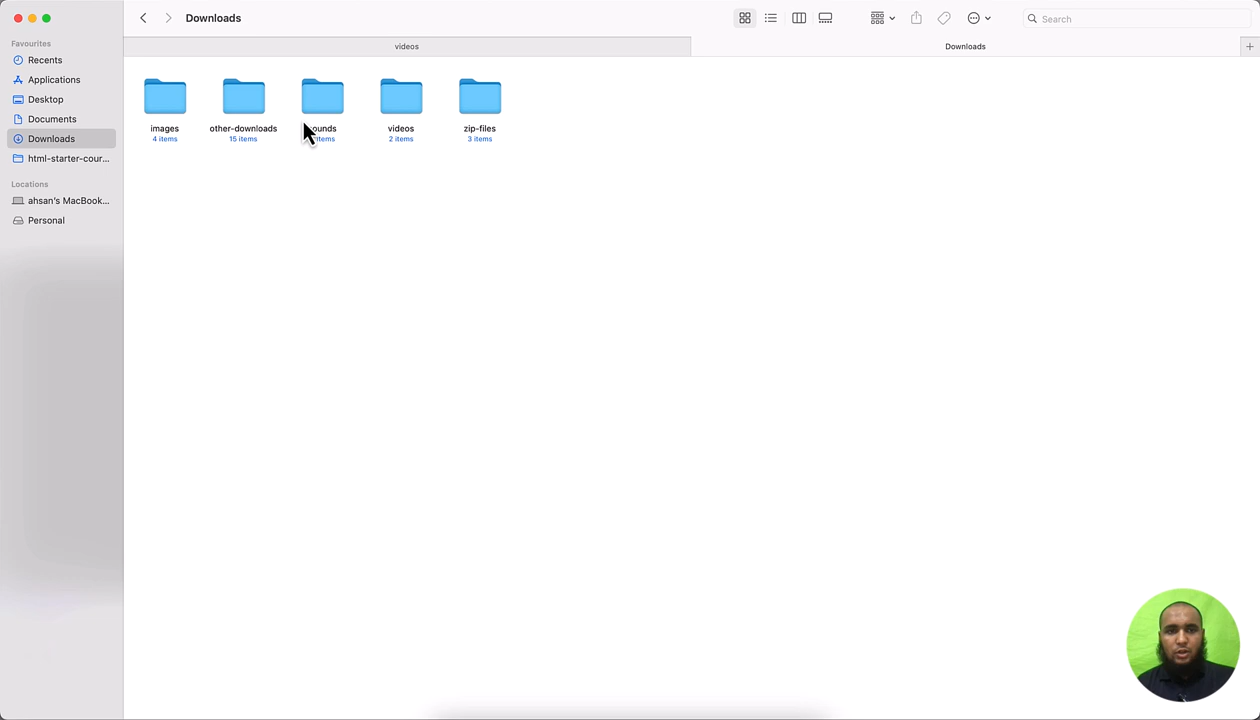 Downloads
Search
videos
Downloads
Favourites
Recents
Applications
Desktop
Documents
Downloads
html-starter-cour...
Locations
ahsan's MacBook...
Personal
images
4 items
other-downloads
15 items
items
videos
2 items
zip-files
3 items